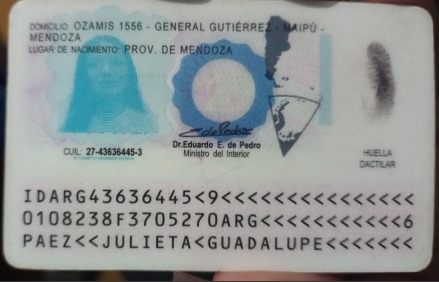 DOMICILIO: OZAMIS 1556 - GENERAL GUTIÉRREZ - MAIPÚ -
MENDOZA
LUGAR DE NACIMIENTO: PROV. DE MENDOZA
CUIL: 27-43636445-3
Dr. Eduardo E. de Pedro
Ministro del Interior
HUELLA
DACTILAR
IDARG43636445<9<<<<<<<<<<<<<<<
0108238F3705270ARG<<<<<<<<<<<6
PAEZ<<JULIETA<GUADALUPE<<<<<<<